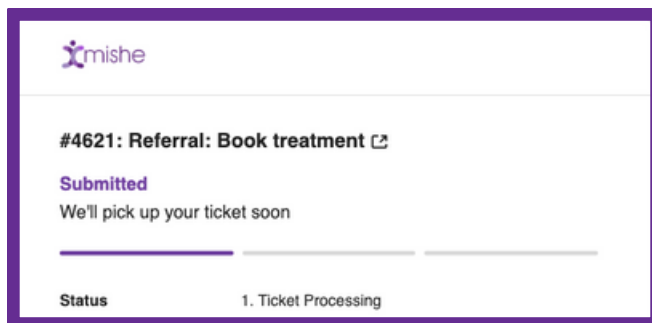 mishe
#4621: Referral: Book treatment
Submitted
We'll pick up your ticket soon
Status 1. Ticket Processing